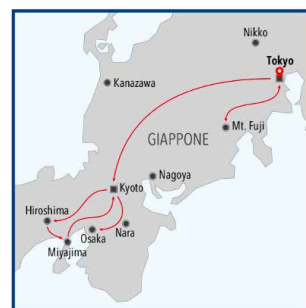 Nikko
Tokyo
Kanazawa
Mt. Fuji
GIAPPONE
Nagoya
Kyoto
Hiroshima
Nara
Osaka
Miyajima